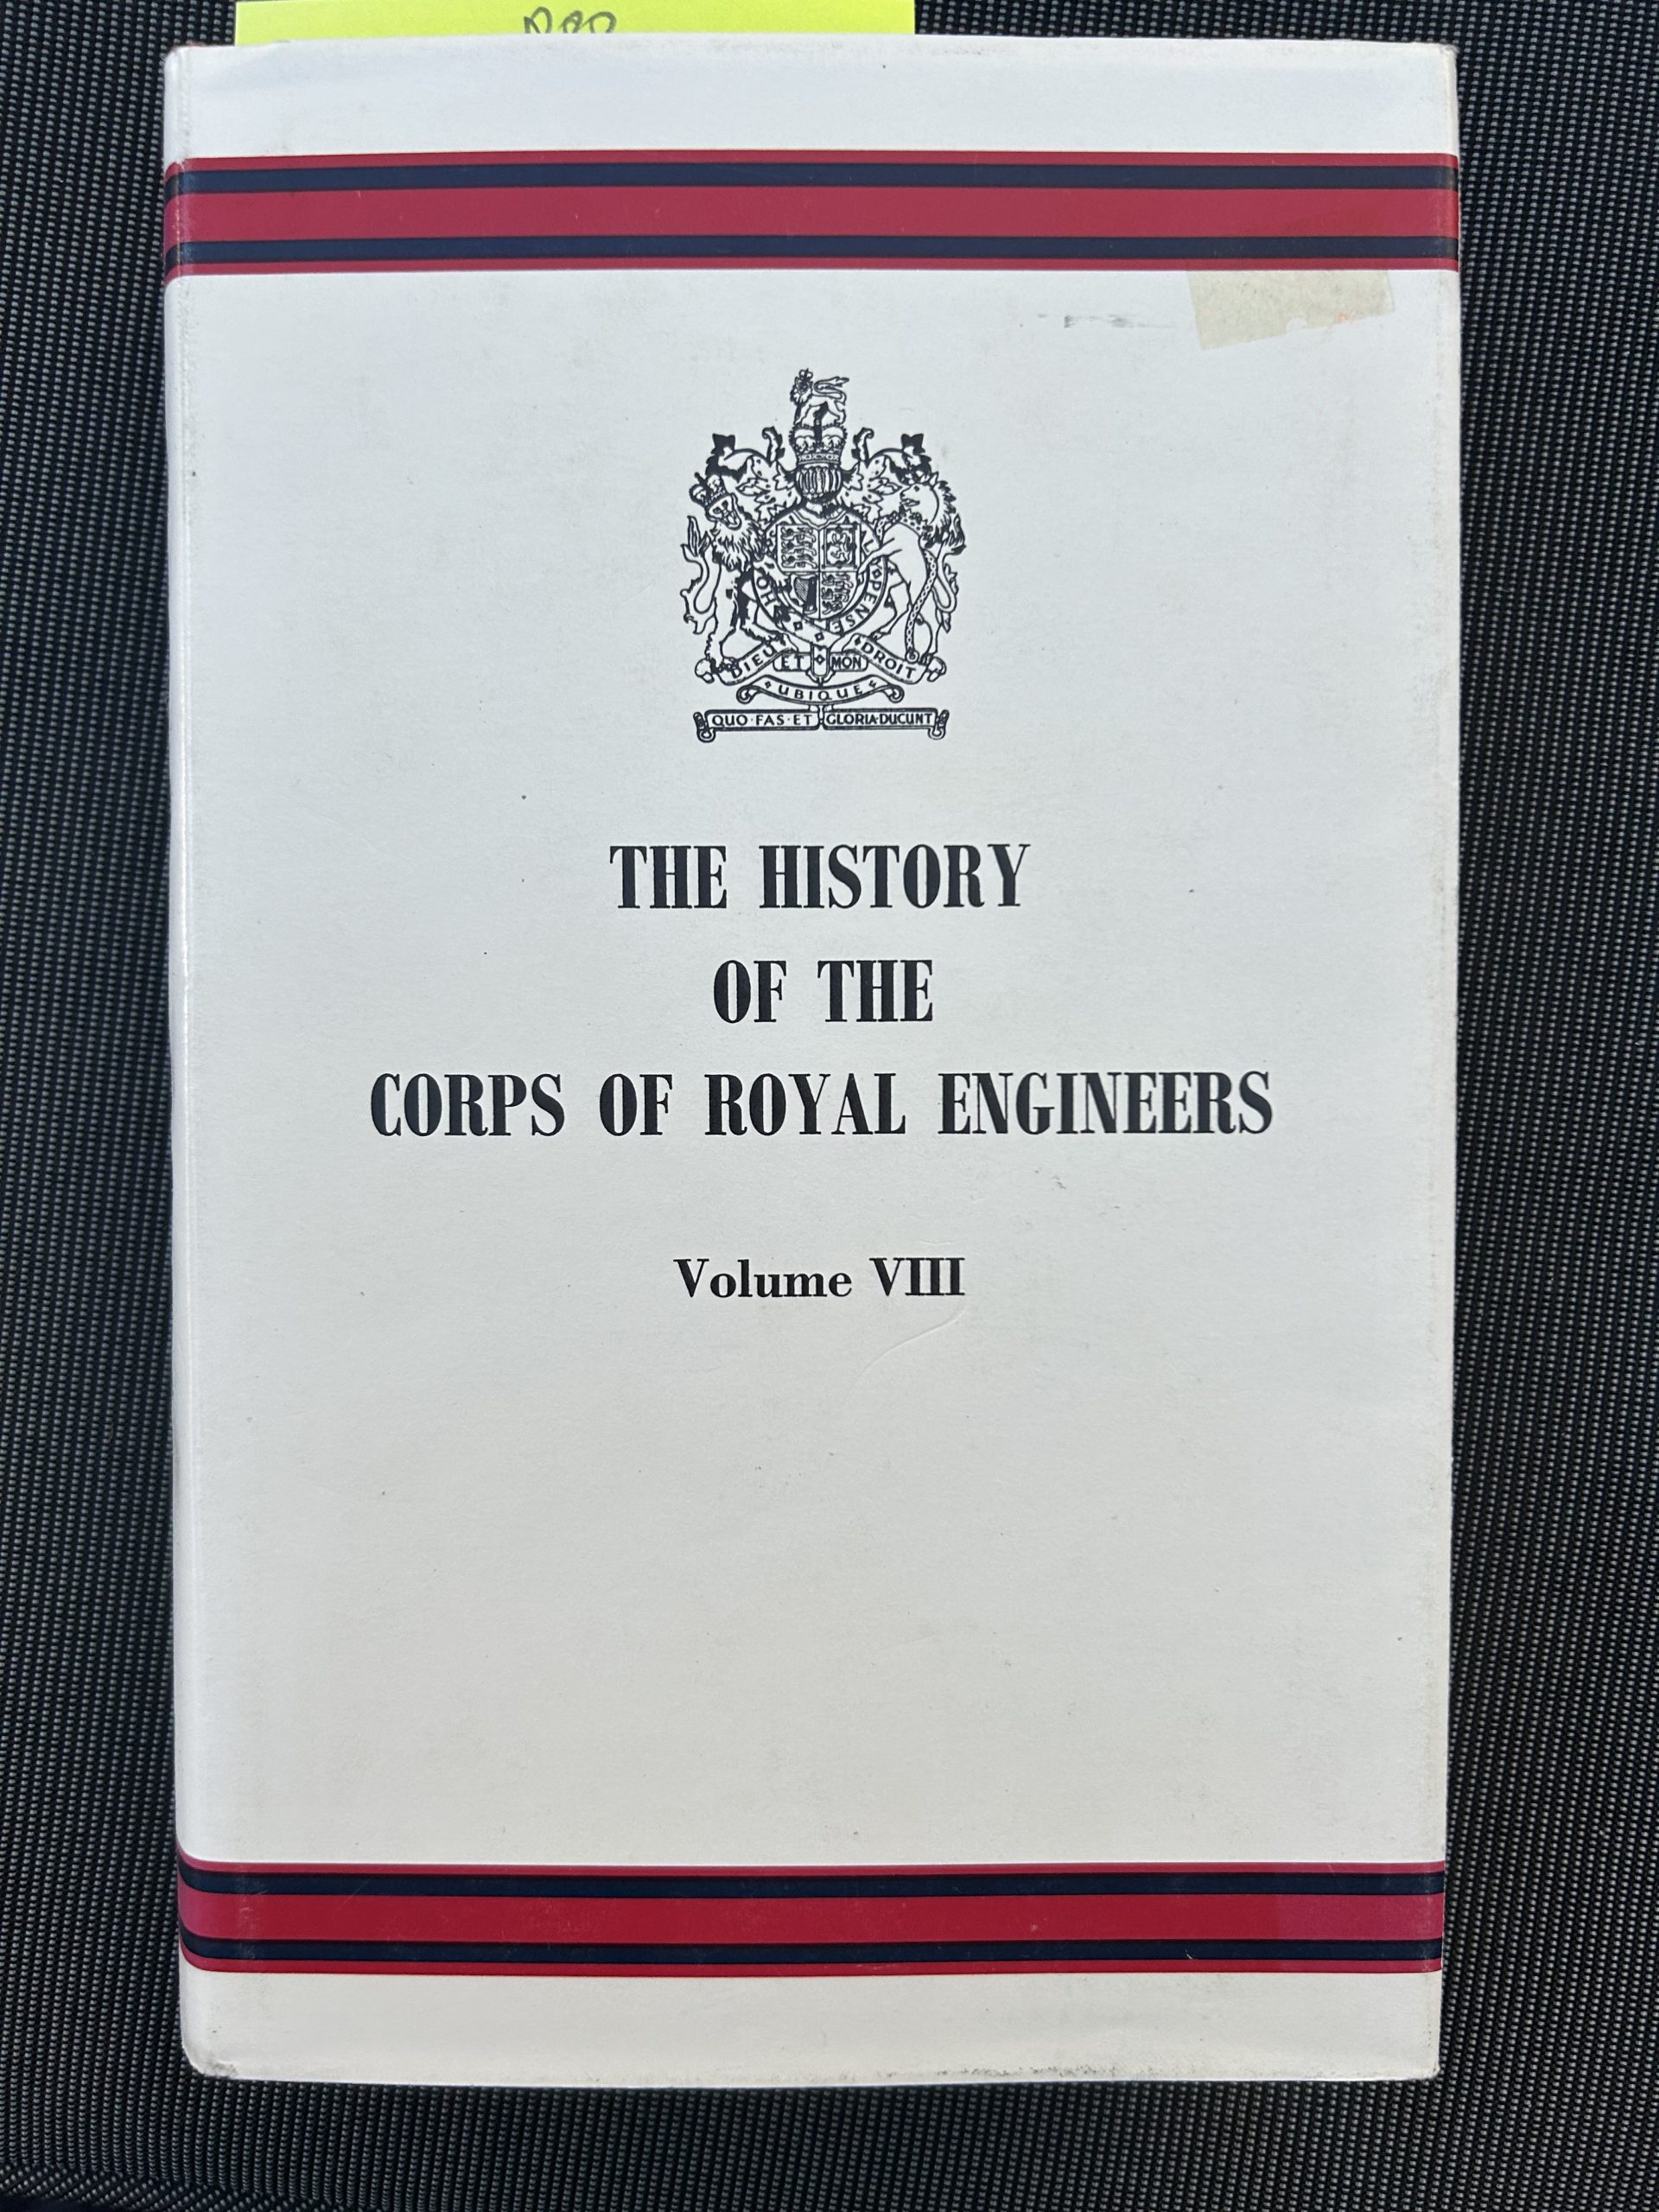 DIEU ET MON DROIT
UBIQUE
QUO·FAS·ET GLORIA·DUCUNT
THE HISTORY
OF THE
CORPS OF ROYAL ENGINEERS
Volume VIII